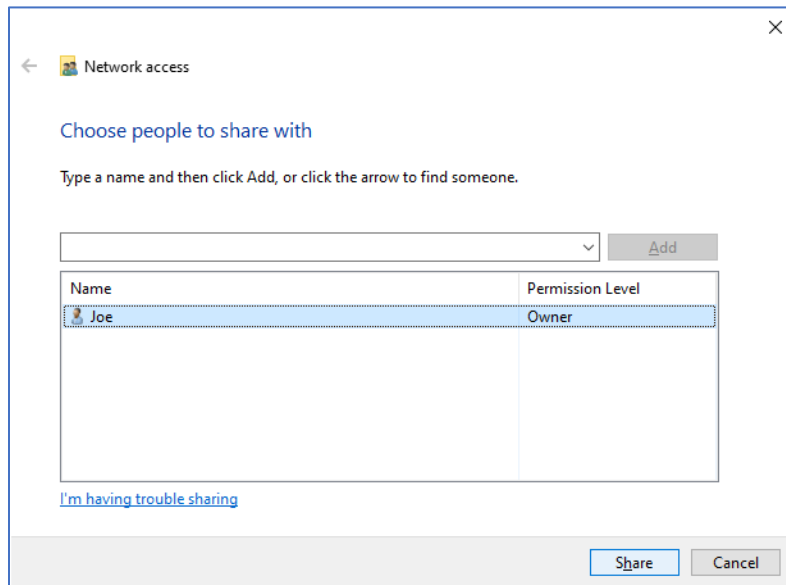 Network access
Choose people to share with
Type a name and then click Add, or click the arrow to find someone.
Add
Name Permission Level
Joe Owner
I'm having trouble sharing
Share Cancel